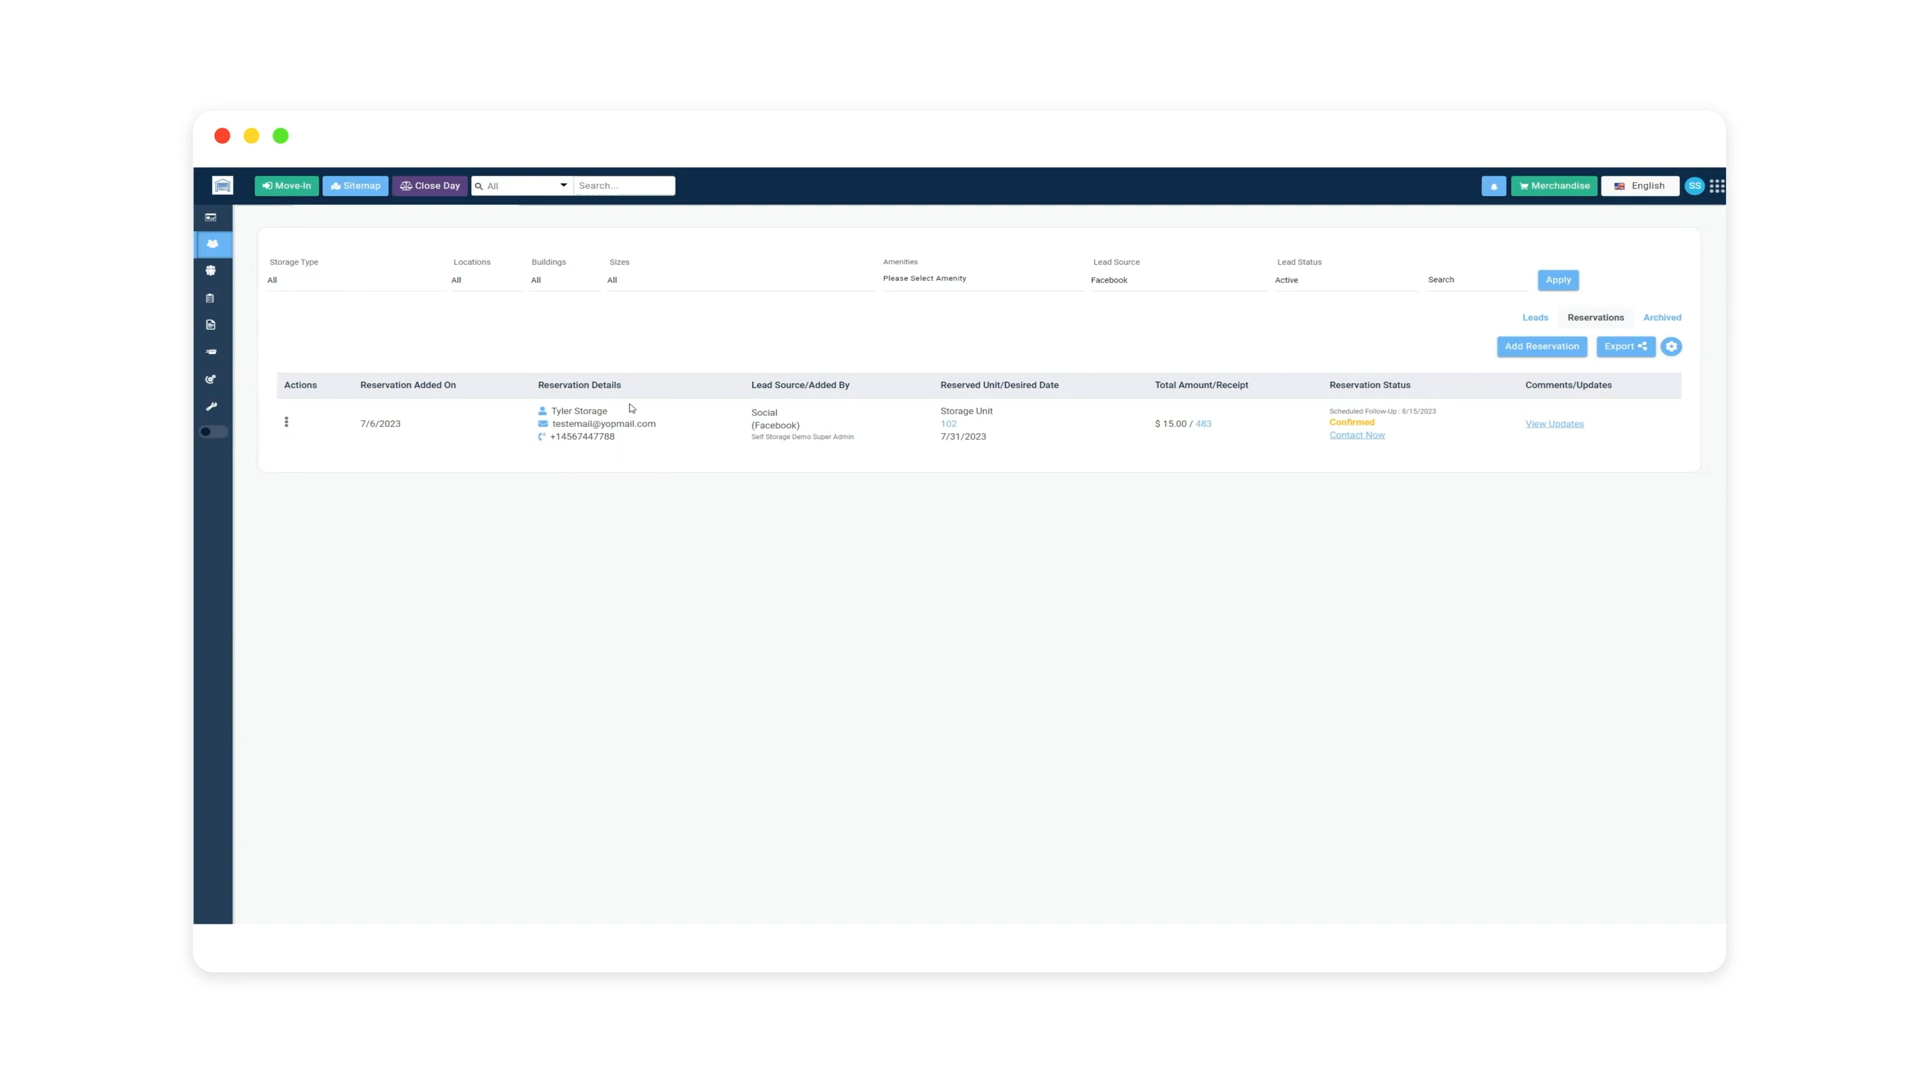 Move-In Sitemap Close Day All Search... Merchandise English SS
Storage Type Locations Buildings Sizes Amenities Lead Source Lead Status
All All All All Please Select Amenity Facebook Active Search Apply
Leads Reservations Archived
Add Reservation Export
Actions Reservation Added On Reservation Details Lead Source/Added By Reserved Unit/Desired Date Total Amount/Receipt Reservation Status Comments/Updates
7/6/2023
Tyler Storage
testemail@yopmail.com
+14567447788
Social
(Facebook)
Self Storage Demo Super Admin
Storage Unit
102
7/31/2023
$ 15.00 / 483
Scheduled Follow-Up : 8/15/2023
Confirmed
Contact Now
View Updates